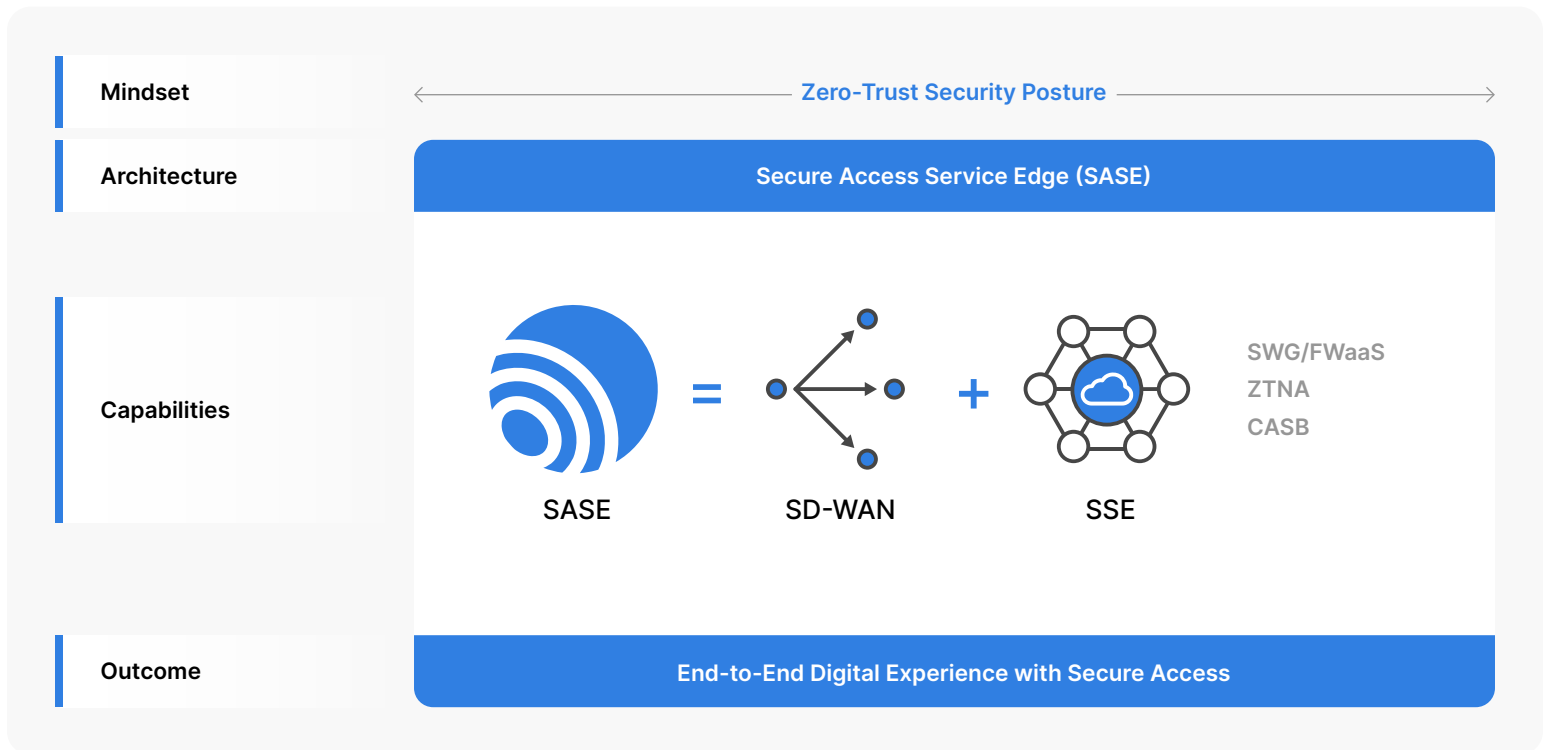 Mindset
Zero-Trust Security Posture
Architecture
Secure Access Service Edge (SASE)
Capabilities
=
+
SWG/FWaaS
ZTNA
CASB
SASE
SD-WAN
SSE
Outcome
End-to-End Digital Experience with Secure Access